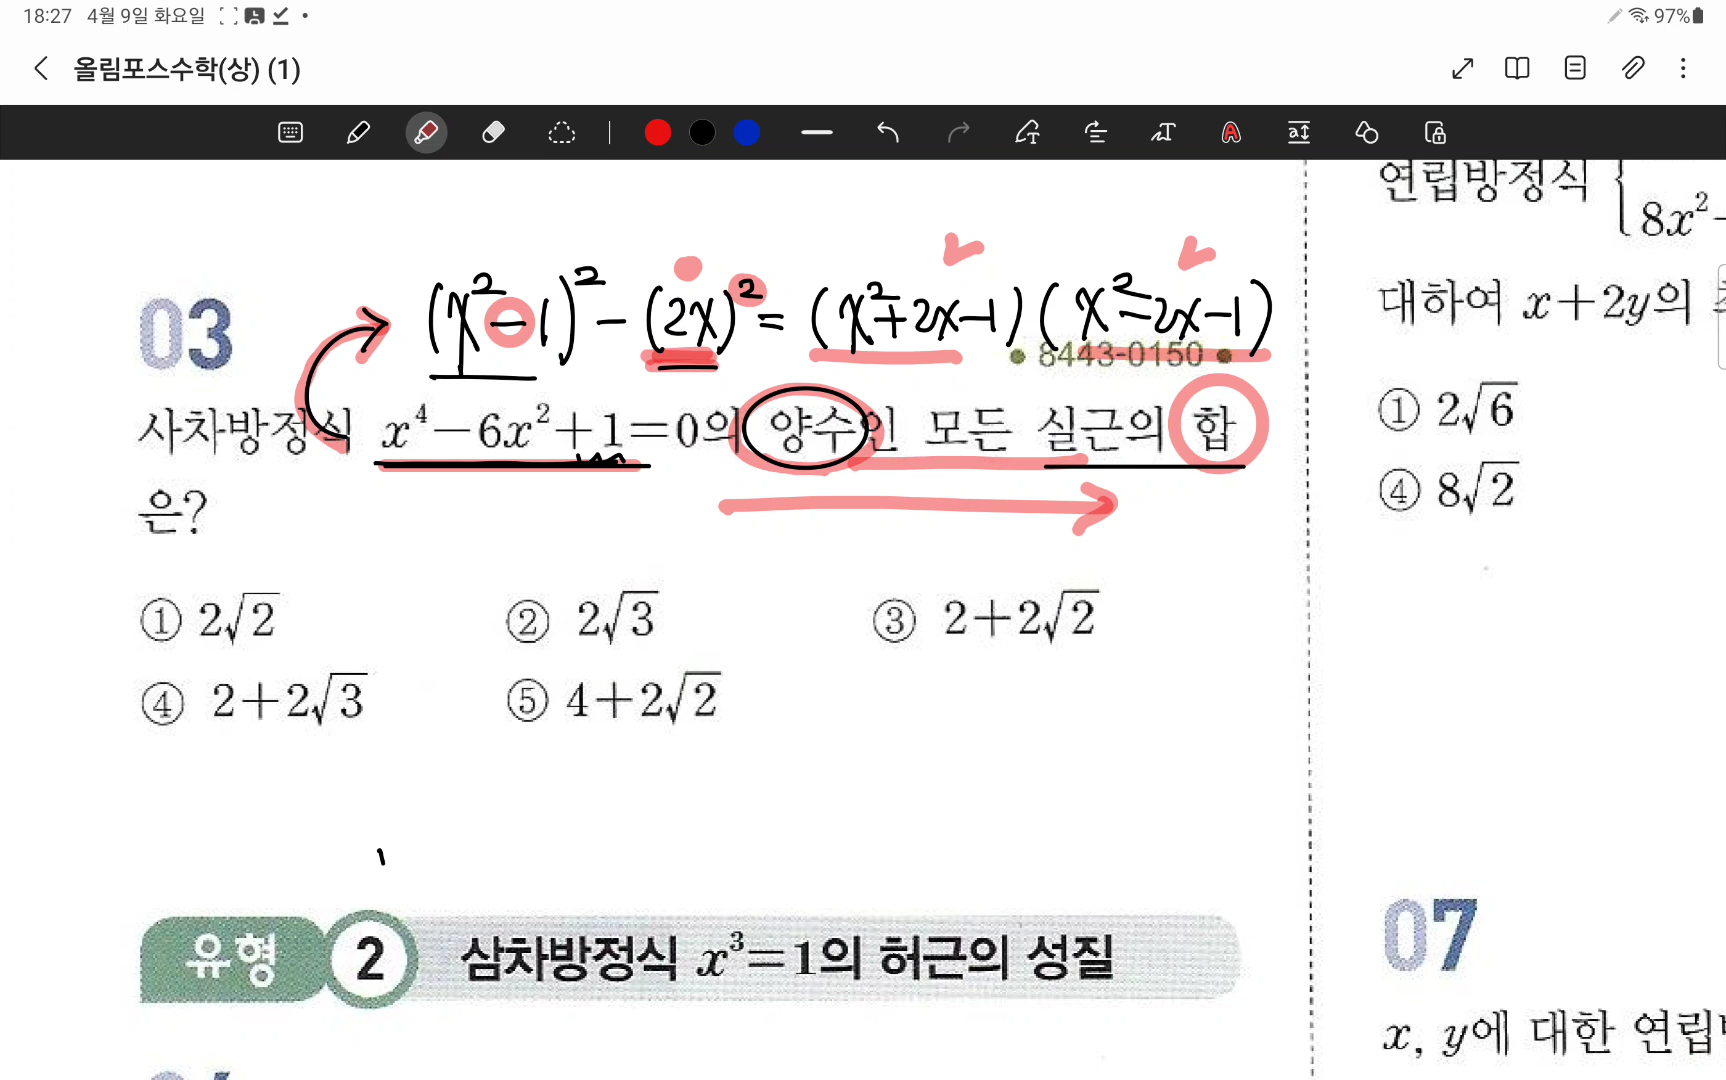 18:27 4월 9일 화요일 97%
올림포스수학(상) (1)
03
(x²-1)² - (2x)² = (x²+2x-1)(x²-2x-1)
8443-0150
사차방정식 x⁴-6x²+1=0의 양수인 모든 실근의 합
은?
① 2√2 ② 2√3 ③ 2+2√2
④ 2+2√3 ⑤ 4+2√2
유형 2 삼차방정식 x³=1의 허근의 성질
연립방정식 { 8x²-
대하여 x+2y의
① 2√6
④ 8√2
07
x, y에 대한 연립